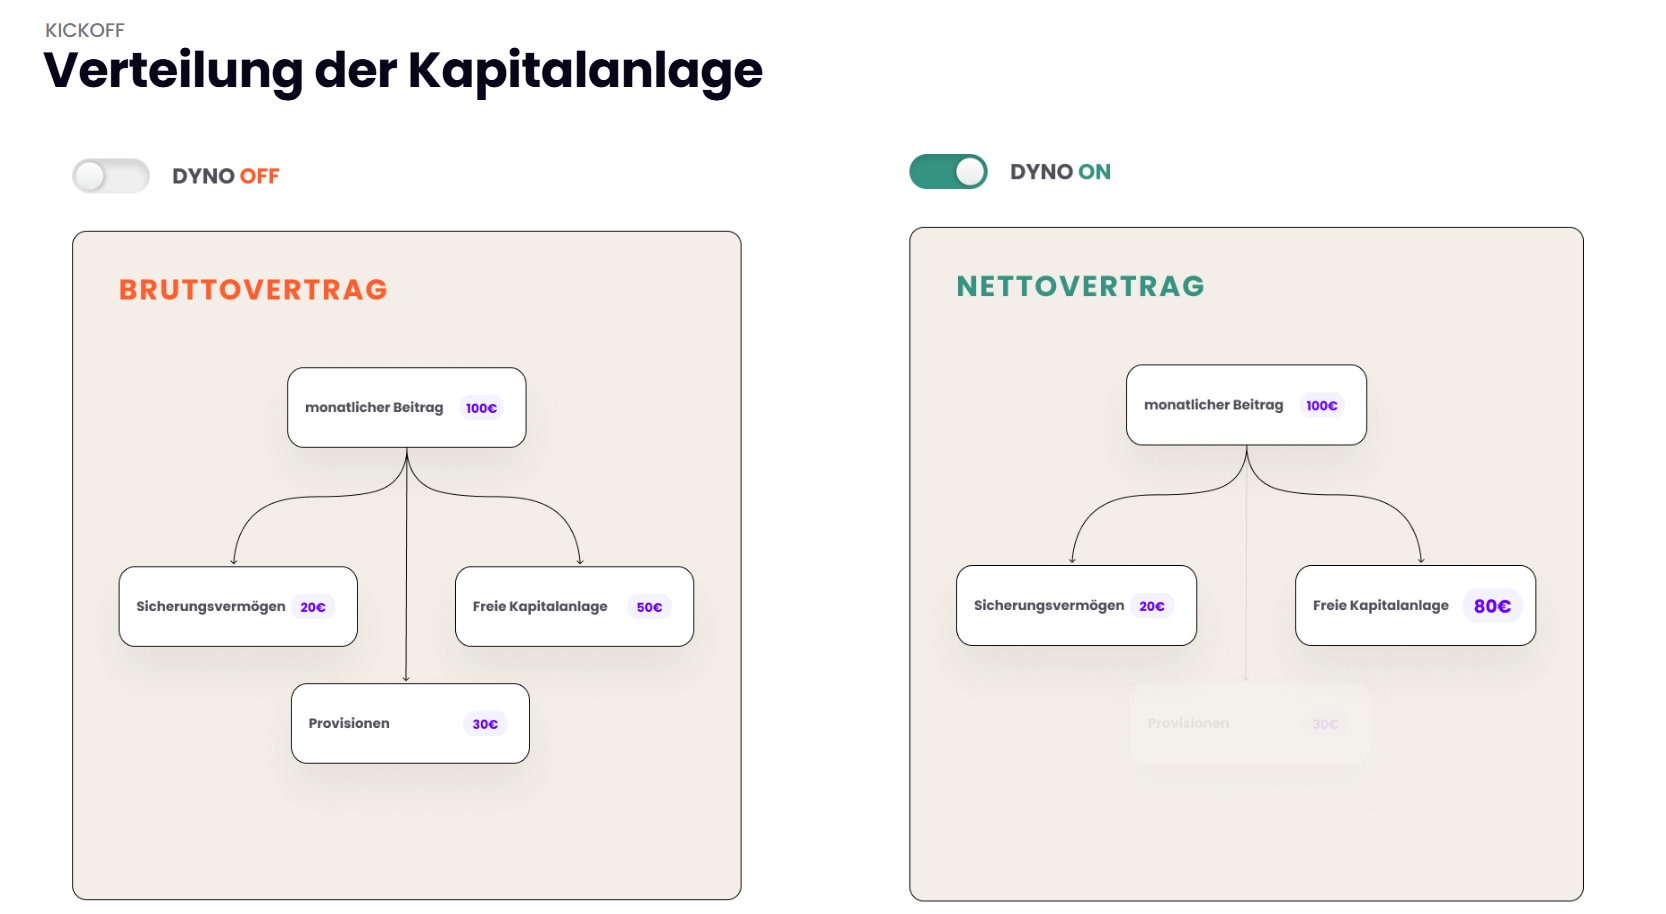 KICKOFF
Verteilung der Kapitalanlage
DYNO OFF
BRUTTOVERTRAG
monatlicher Beitrag 100€
Sicherungsvermögen 20€
Freie Kapitalanlage 50€
Provisionen 30€
DYNO ON
NETTOVERTRAG
monatlicher Beitrag 100€
Sicherungsvermögen 20€
Freie Kapitalanlage 80€
Provisionen 30€